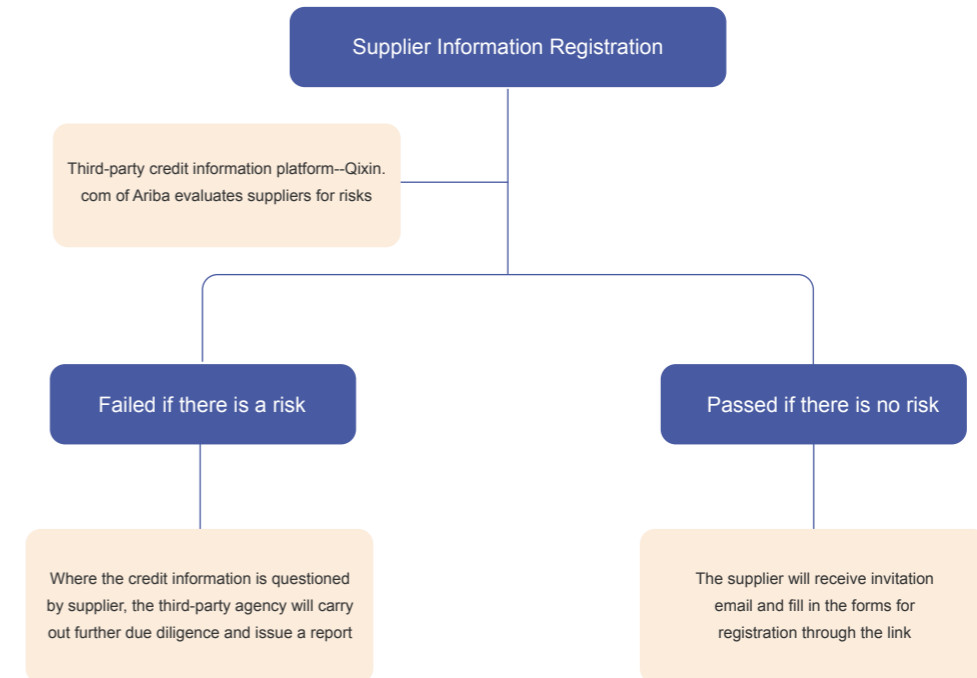 Supplier Information Registration
Third-party credit information platform--Qixin.
com of Ariba evaluates suppliers for risks
Failed if there is a risk
Passed if there is no risk
Where the credit information is questioned
by supplier, the third-party agency will carry
out further due diligence and issue a report
The supplier will receive invitation
email and fill in the forms for
registration through the link